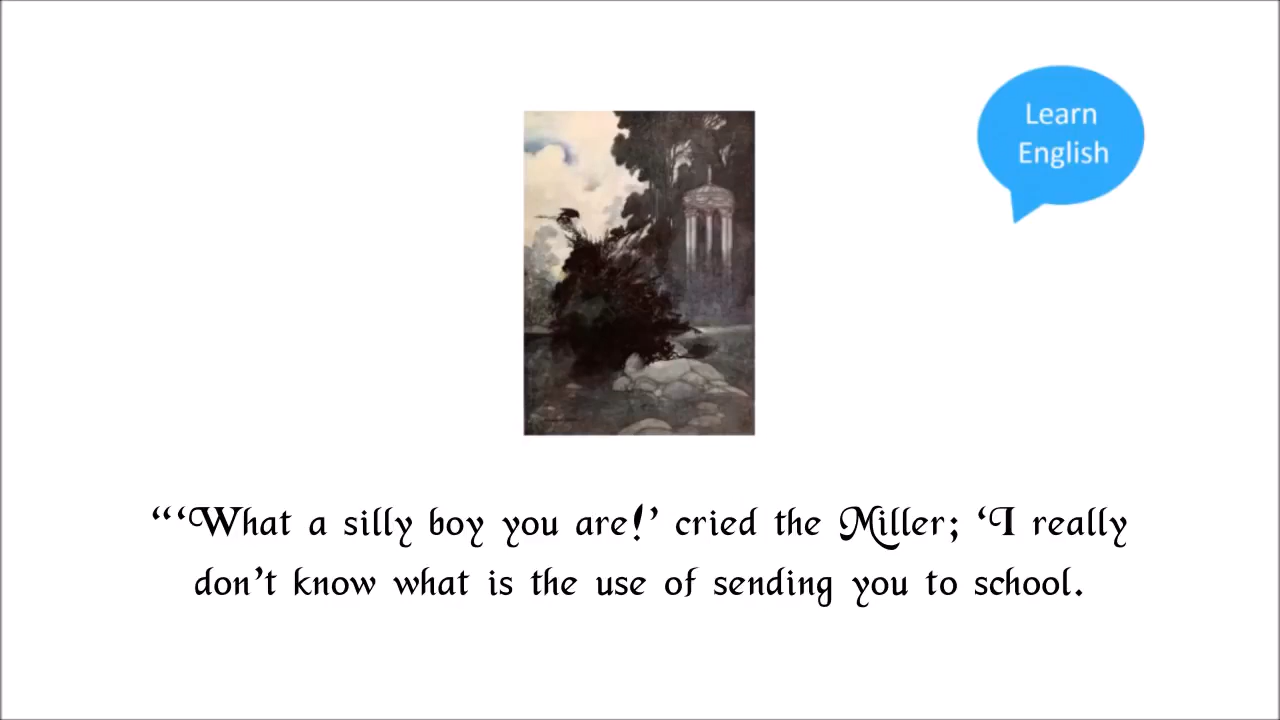 Learn
English
“‘What a silly boy you are!’ cried the Miller; ‘I really
don’t know what is the use of sending you to school.